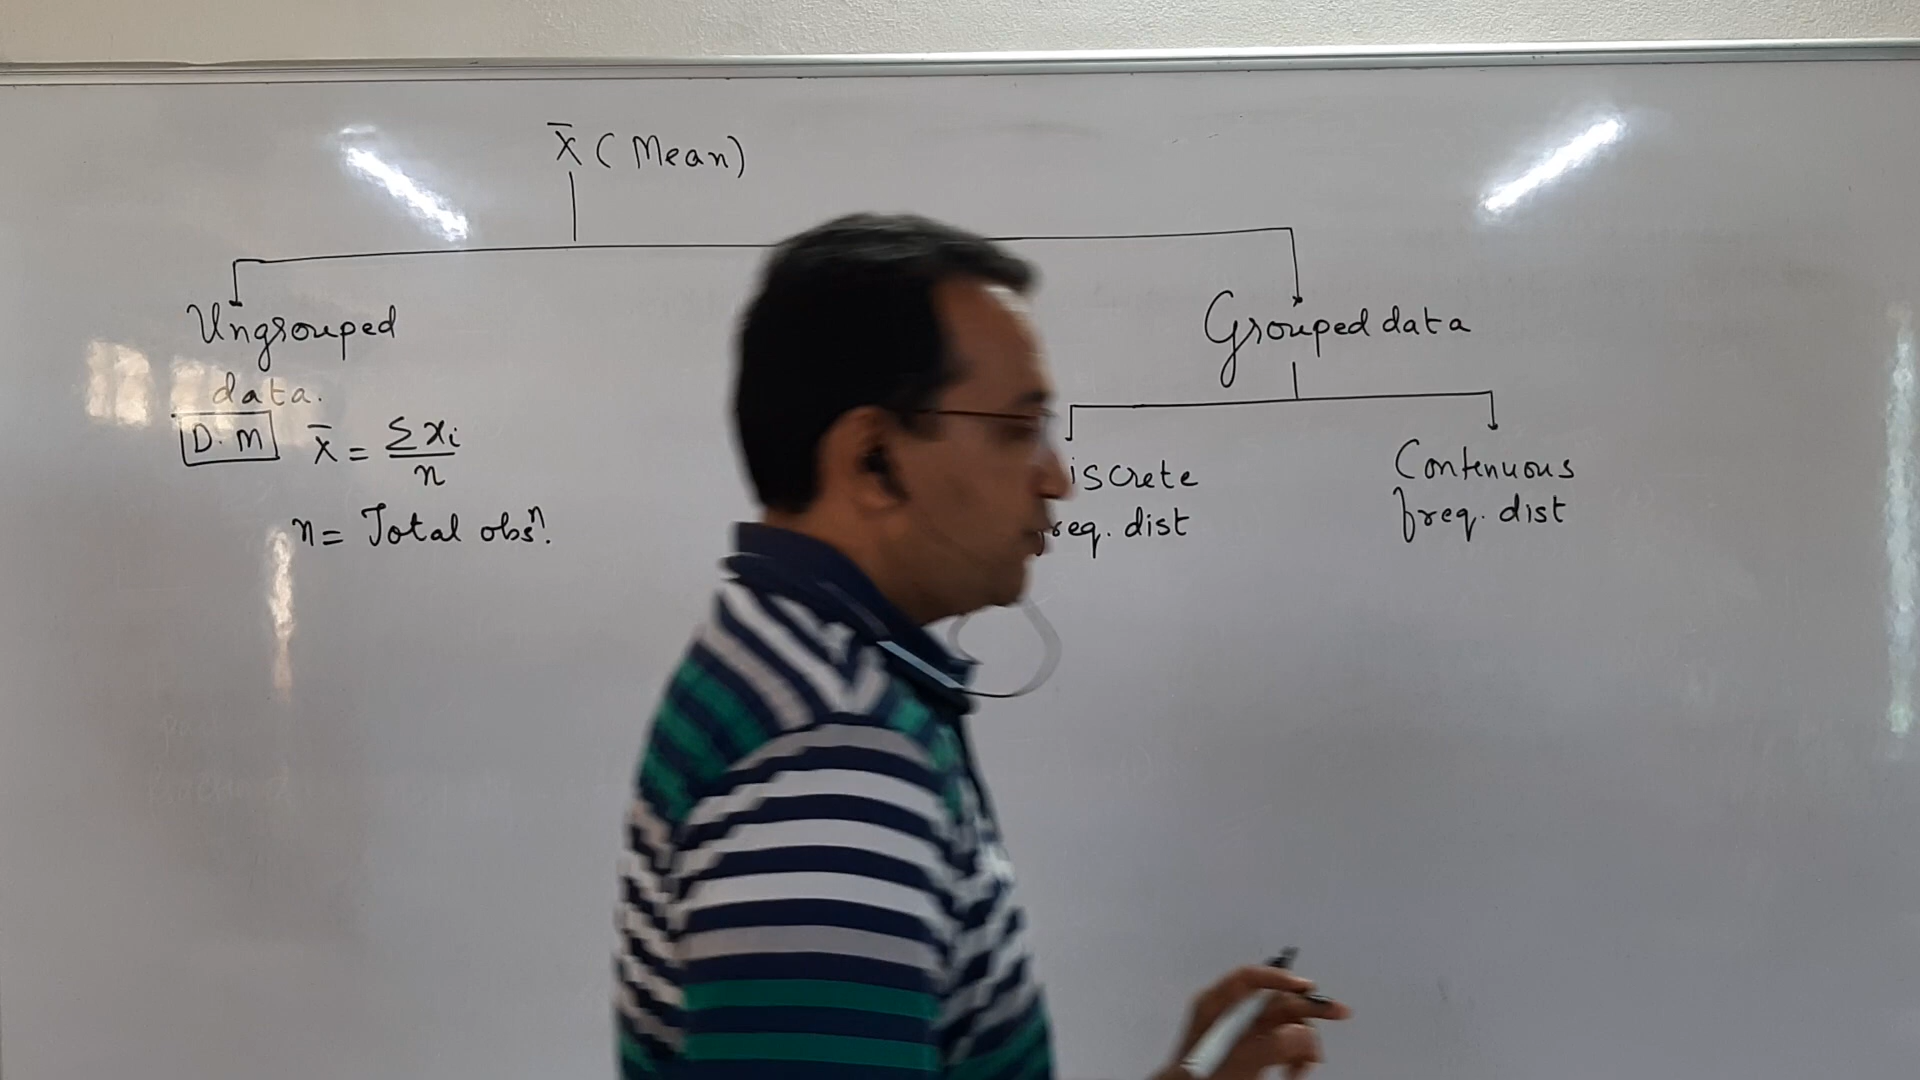 x̄ (Mean)
Ungrouped
data.
D.M x̄ = Σxi/n
n = Total obsⁿ.
Grouped data
iscrete
req. dist
Contenuous
freq. dist